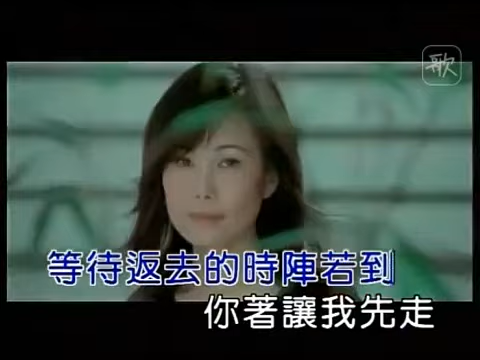 歌
等待返去的時陣若到
你著讓我先走